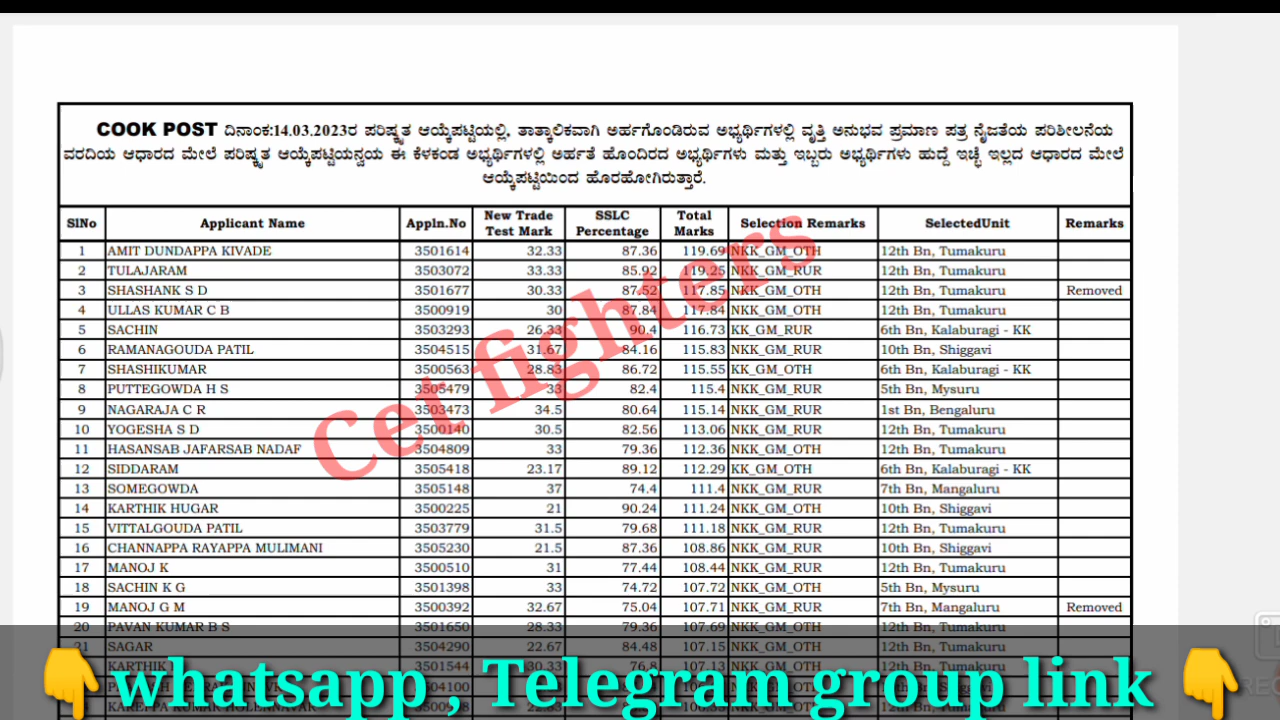 COOK POST ದಿನಾಂಕ:14.03.2023ರ ಪರಿಷ್ಕೃತ ಆಯ್ಕೆಪಟ್ಟಿಯಲ್ಲಿ, ತಾತ್ಕಾಲಿಕವಾಗಿ ಅರ್ಹಗೊಂಡಿರುವ ಅಭ್ಯರ್ಥಿಗಳಲ್ಲಿ ವೃತ್ತಿ ಅನುಭವ ಪ್ರಮಾಣ ಪತ್ರ ನೈಜತೆಯ ಪರಿಶೀಲನೆಯ
ವರದಿಯ ಆಧಾರದ ಮೇಲೆ ಪರಿಷ್ಕೃತ ಆಯ್ಕೆಪಟ್ಟಿಯನ್ವಯ ಈ ಕೆಳಕಂಡ ಅಭ್ಯರ್ಥಿಗಳಲ್ಲಿ ಅರ್ಹತೆ ಹೊಂದಿರದ ಅಭ್ಯರ್ಥಿಗಳು ಮತ್ತು ಇಬ್ಬರು ಅಭ್ಯರ್ಥಿಗಳು ಹುದ್ದೆ ಇಚ್ಛೆ ಇಲ್ಲದ ಆಧಾರದ ಮೇಲೆ
ಆಯ್ಕೆಪಟ್ಟಿಯಿಂದ ಹೊರಹೋಗಿರುತ್ತಾರೆ.
SlNo Applicant Name Appln.No New Trade Test Mark SSLC Percentage Total Marks Selection Remarks SelectedUnit Remarks
1 AMIT DUNDAPPA KIVADE 3501614 32.33 87.36 119.69 NKK_GM_OTH 12th Bn, Tumakuru
2 TULAJARAM 3503072 33.33 85.92 119.25 NKK_GM_RUR 12th Bn, Tumakuru
3 SHASHANK S D 3501677 30.33 87.52 117.85 NKK_GM_OTH 12th Bn, Tumakuru Removed
4 ULLAS KUMAR C B 3500919 30 87.84 117.84 NKK_GM_OTH 12th Bn, Tumakuru
5 SACHIN 3503293 26.33 90.4 116.73 KK_GM_RUR 6th Bn, Kalaburagi - KK
6 RAMANAGOUDA PATIL 3504515 31.67 84.16 115.83 NKK_GM_RUR 10th Bn, Shiggavi
7 SHASHIKUMAR 3500563 28.83 86.72 115.55 KK_GM_OTH 6th Bn, Kalaburagi - KK
8 PUTTEGOWDA H S 3505479 33 82.4 115.4 NKK_GM_RUR 5th Bn, Mysuru
9 NAGARAJA C R 3503473 34.5 80.64 115.14 NKK_GM_RUR 1st Bn, Bengaluru
10 YOGESHA S D 3500140 30.5 82.56 113.06 NKK_GM_RUR 12th Bn, Tumakuru
11 HASANSAB JAFARSAB NADAF 3504809 33 79.36 112.36 NKK_GM_OTH 12th Bn, Tumakuru
12 SIDDARAM 3505418 23.17 89.12 112.29 KK_GM_OTH 6th Bn, Kalaburagi - KK
13 SOMEGOWDA 3505148 37 74.4 111.4 NKK_GM_RUR 7th Bn, Mangaluru
14 KARTHIK HUGAR 3500225 21 90.24 111.24 NKK_GM_OTH 10th Bn, Shiggavi
15 VITTALGOUDA PATIL 3503779 31.5 79.68 111.18 NKK_GM_RUR 12th Bn, Tumakuru
16 CHANNAPPA RAYAPPA MULIMANI 3505230 21.5 87.36 108.86 NKK_GM_RUR 10th Bn, Shiggavi
17 MANOJ K 3500510 31 77.44 108.44 NKK_GM_RUR 12th Bn, Tumakuru
18 SACHIN K G 3501398 33 74.72 107.72 NKK_GM_OTH 5th Bn, Mysuru
19 MANOJ G M 3500392 32.67 75.04 107.71 NKK_GM_RUR 7th Bn, Mangaluru Removed
20 PAVAN KUMAR B S 3501650 28.33 79.36 107.69 NKK_GM_OTH 12th Bn, Tumakuru
21 SAGAR 3504290 22.67 84.48 107.15 NKK_GM_OTH 12th Bn, Tumakuru
KARTHIK 3501544 30.33 76.8 107.13 NKK_GM_OTH 12th Bn, Tumakuru
Cet fighters
whatsapp , Telegram group link